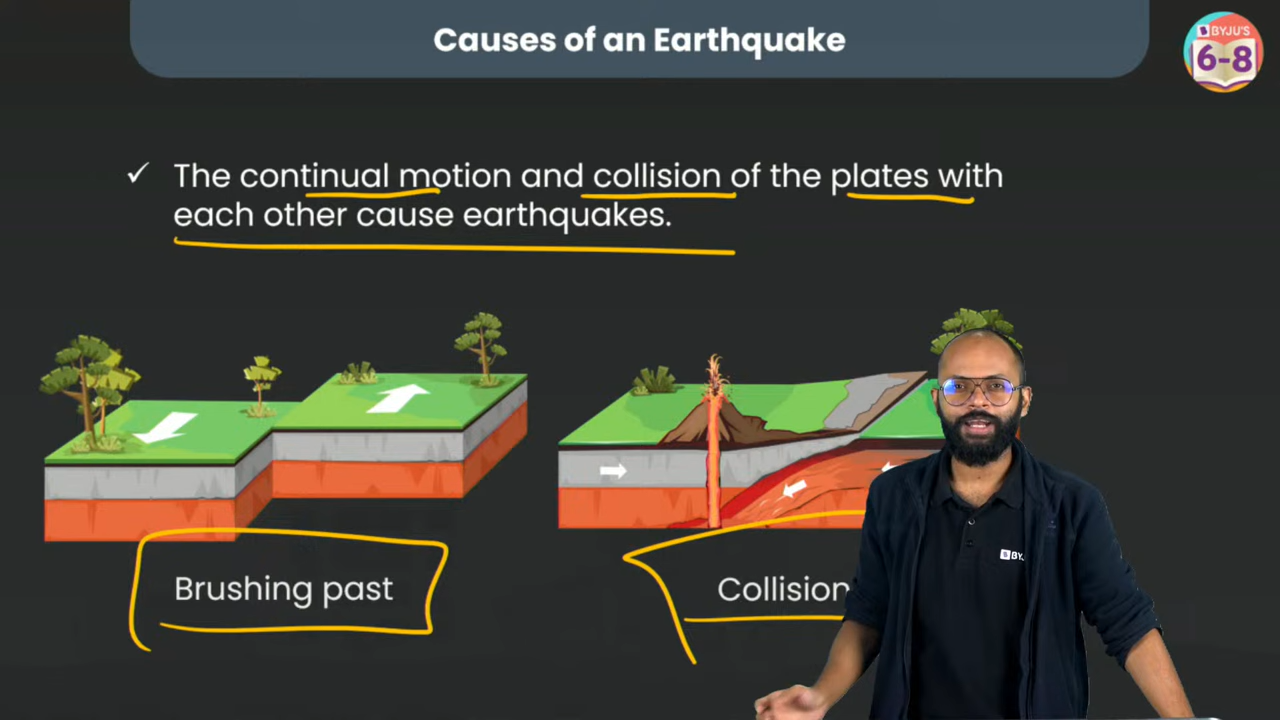 Causes of an Earthquake
BYJU'S
6-8
✓ The continual motion and collision of the plates with
each other cause earthquakes.
Brushing past
Collision
BY